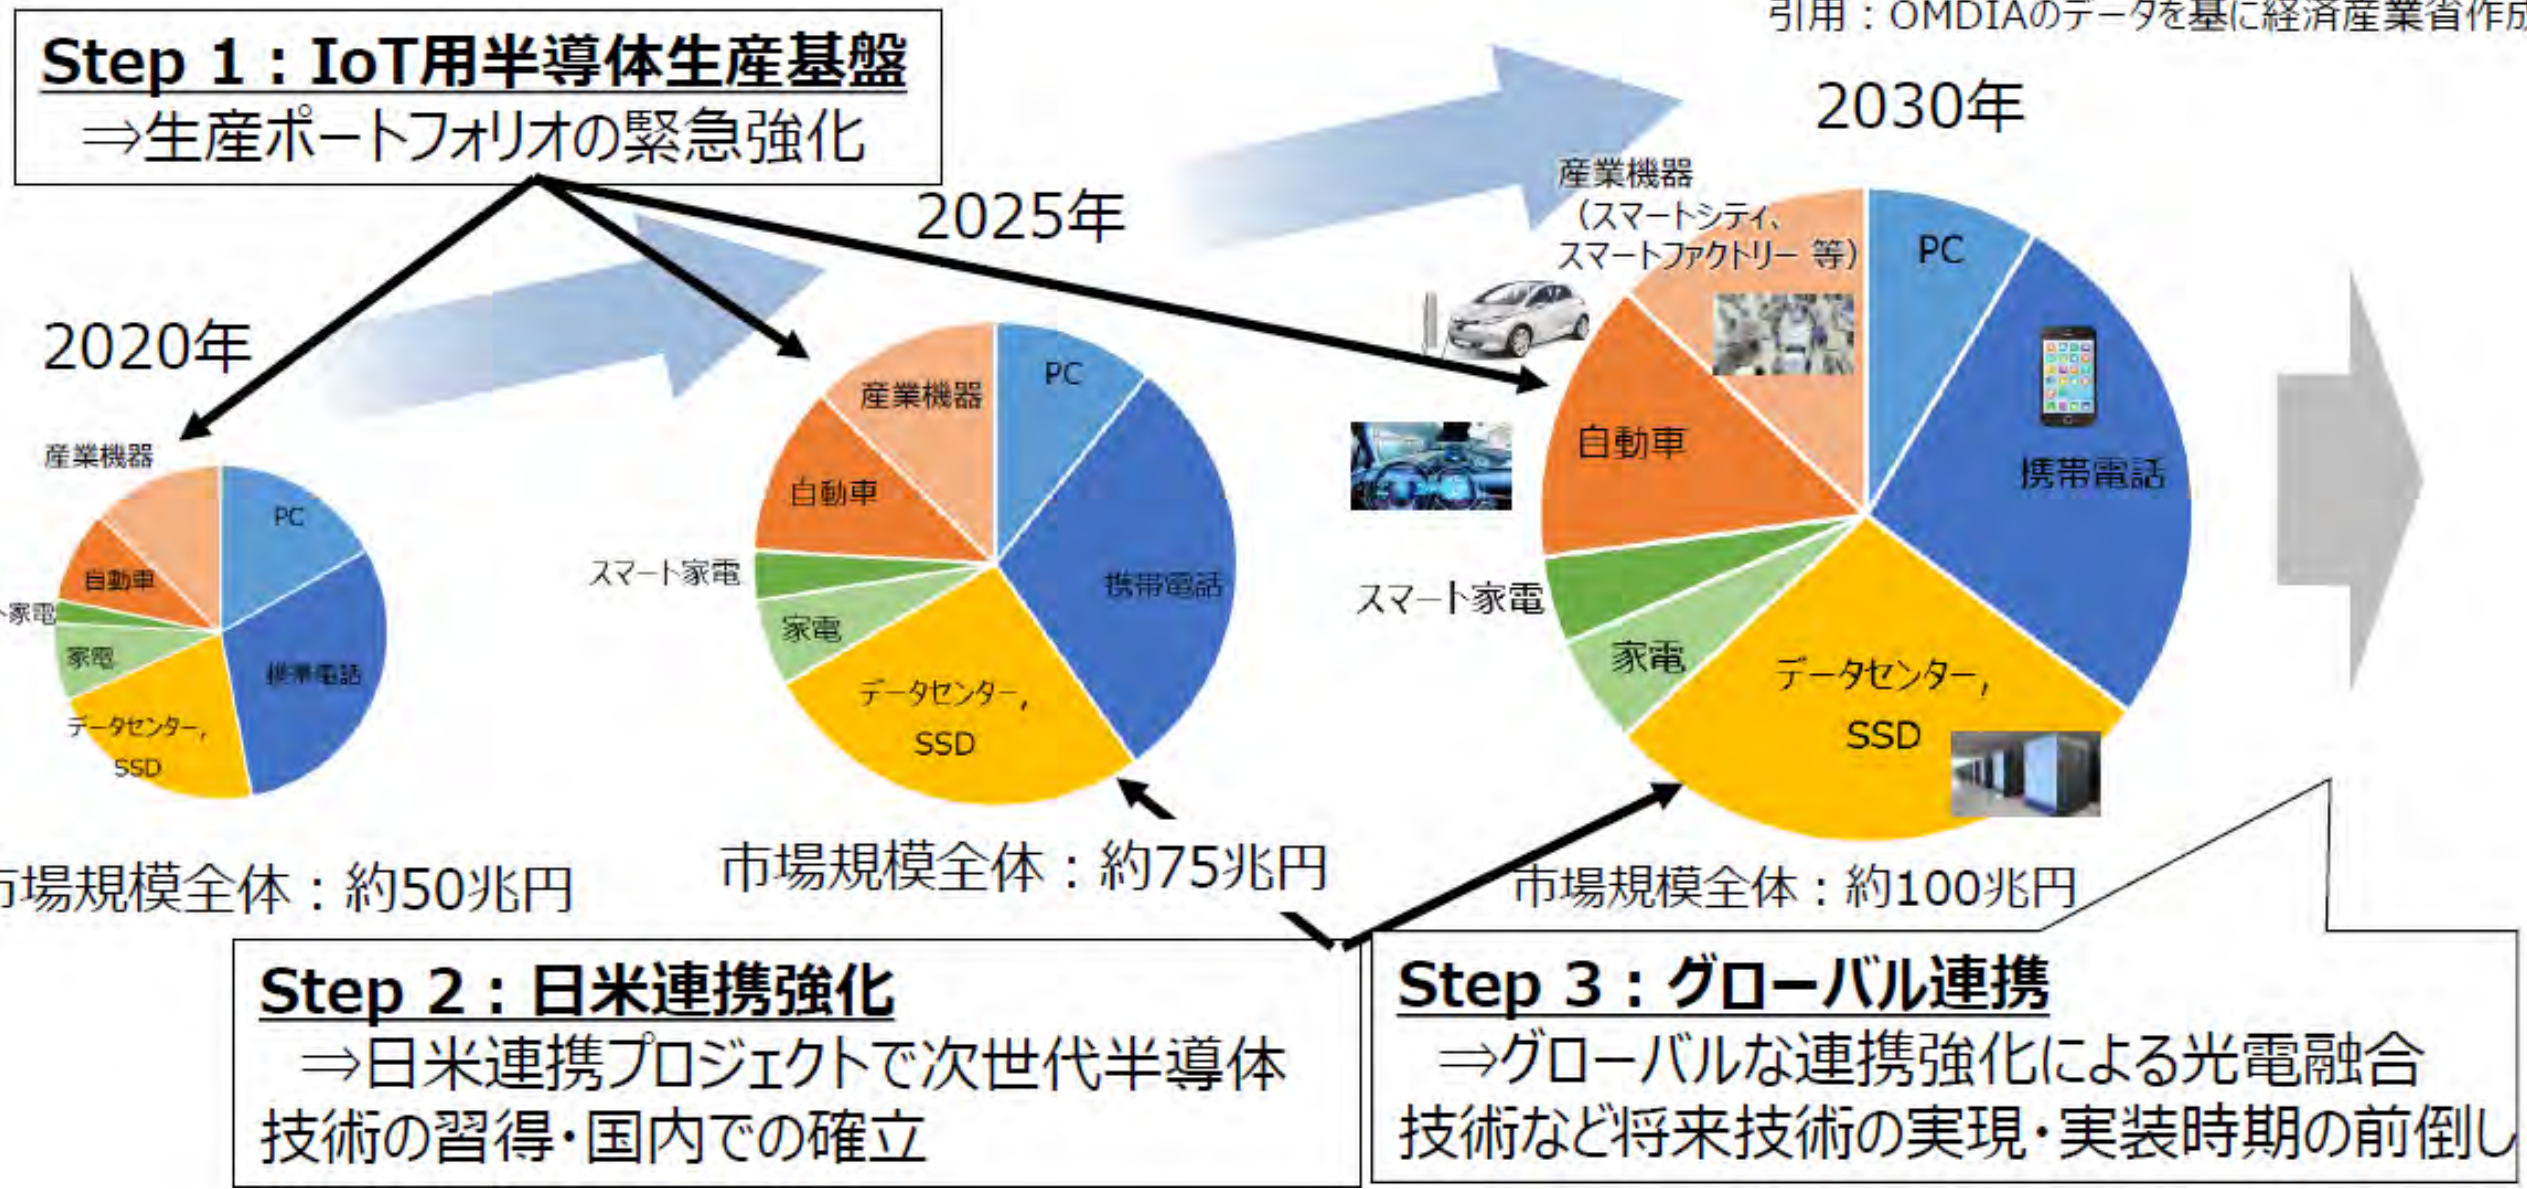 引用：OMDIAのデータを基に経済産業省作成
Step 1：IoT用半導体生産基盤
⇒生産ポートフォリオの緊急強化
2020年
産業機器
PC
自動車
ト家電
家電
携帯電話
データセンター,
SSD
市場規模全体：約50兆円
2025年
産業機器
PC
自動車
スマート家電
家電
携帯電話
データセンター,
SSD
市場規模全体：約75兆円
2030年
産業機器
（スマートシティ、
スマートファクトリー 等）
PC
自動車
携帯電話
スマート家電
家電
データセンター,
SSD
市場規模全体：約100兆円
Step 2：日米連携強化
⇒日米連携プロジェクトで次世代半導体
技術の習得・国内での確立
Step 3：グローバル連携
⇒グローバルな連携強化による光電融合
技術など将来技術の実現・実装時期の前倒し